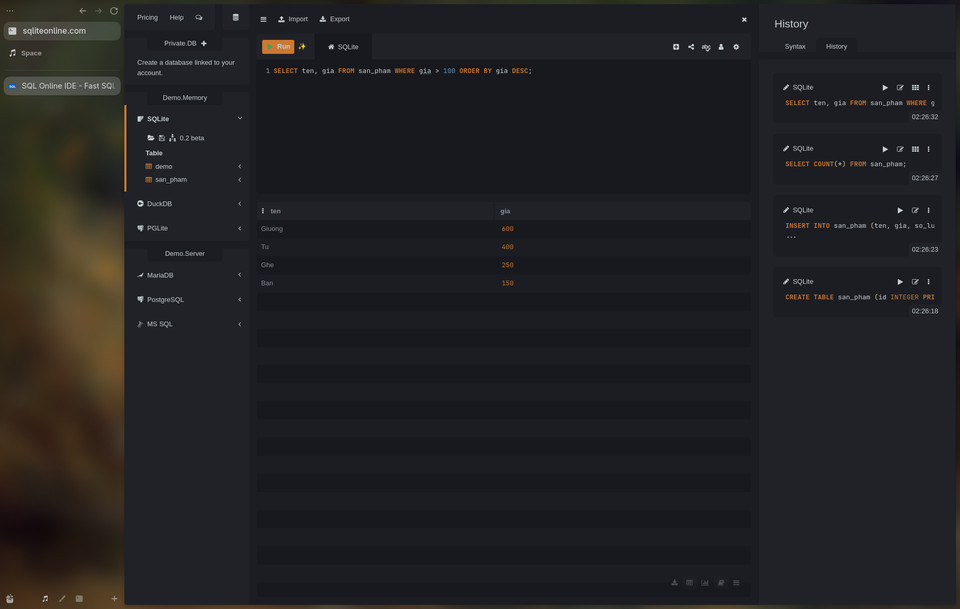 sqliteonline.com
Space
SQL Online IDE - Fast SQL
Pricing
Help
Private.DB
Create a database linked to your
account.
Demo.Memory
SQLite
0.2 beta
Table
demo
san_pham
DuckDB
PGLite
Demo.Server
MariaDB
PostgreSQL
MS SQL
Import
Export
Run
SQLite
1 SELECT ten, gia FROM san_pham WHERE gia > 100 ORDER BY gia DESC;
ten gia
Giuong 600
Tu 400
Ghe 250
Ban 150
History
Syntax
History
SQLite
SELECT ten, gia FROM san_pham WHERE g
02:26:32
SQLite
SELECT COUNT(*) FROM san_pham;
02:26:27
SQLite
INSERT INTO san_pham (ten, gia, so_lu
...
02:26:23
SQLite
CREATE TABLE san_pham (id INTEGER PRI
02:26:18